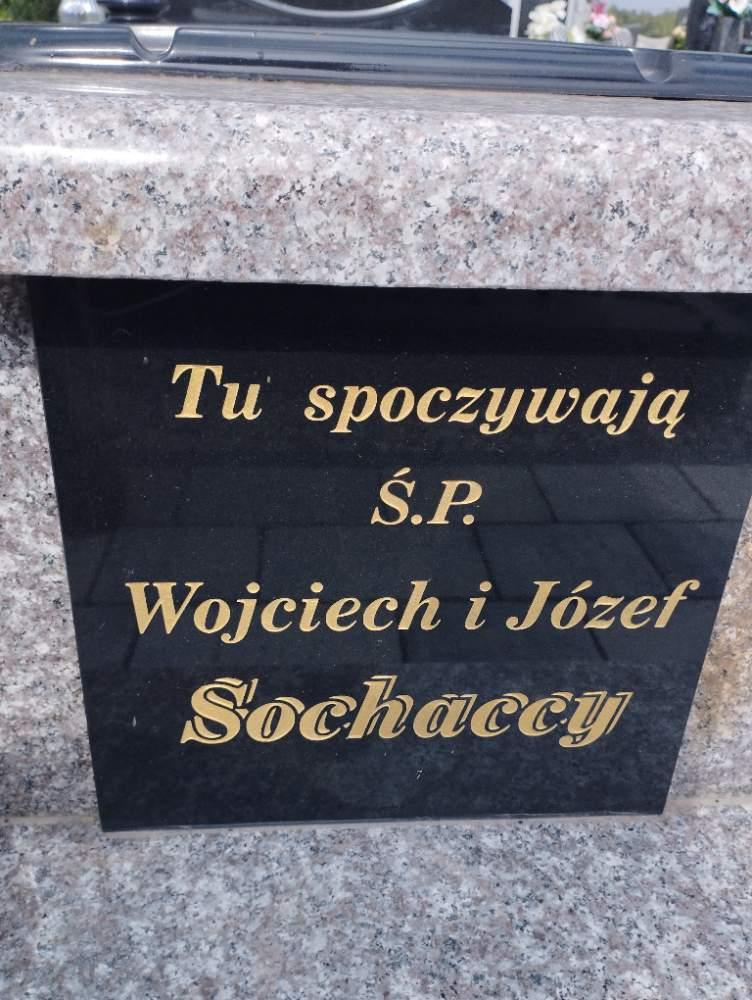 Tu spoczywają
Ś.P.
Wojciech i Józef
Sochaccy